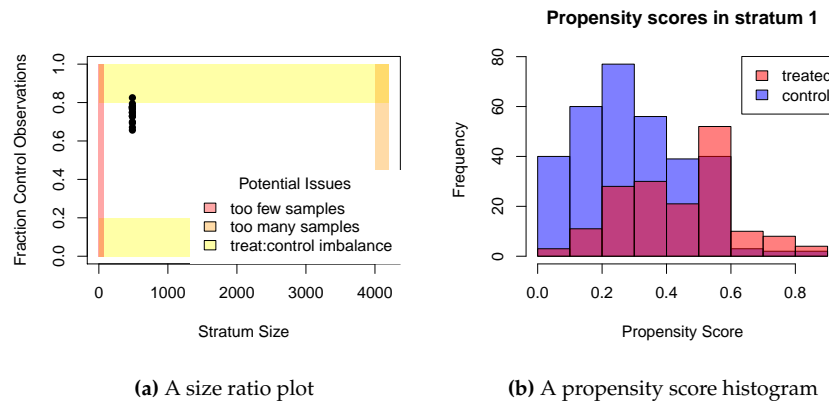 Propensity scores in stratum 1
Fraction Control Observations
0.0 0.2 0.4 0.6 0.8 1.0
Potential Issues
too few samples
too many samples
treat:control imbalance
0 1000 2000 3000 4000
Stratum Size
Frequency
0 20 40 60 80
treated
control
0.0 0.2 0.4 0.6 0.8
Propensity Score
(a) A size ratio plot
(b) A propensity score histogram